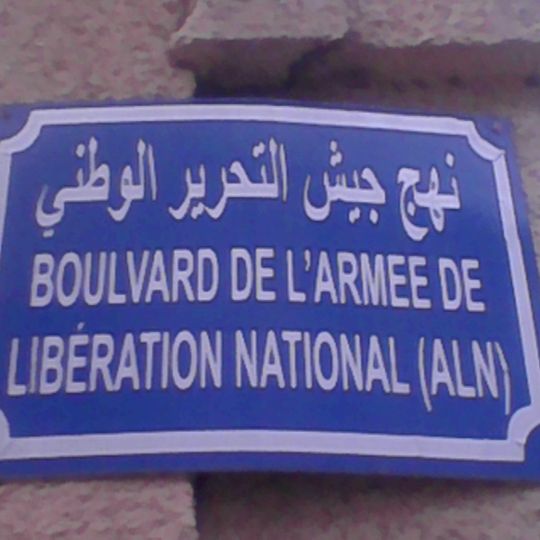 نهج جيش التحرير الوطني
BOULVARD DE L'ARMEE DE
LIBÉRATION NATIONAL (ALN)